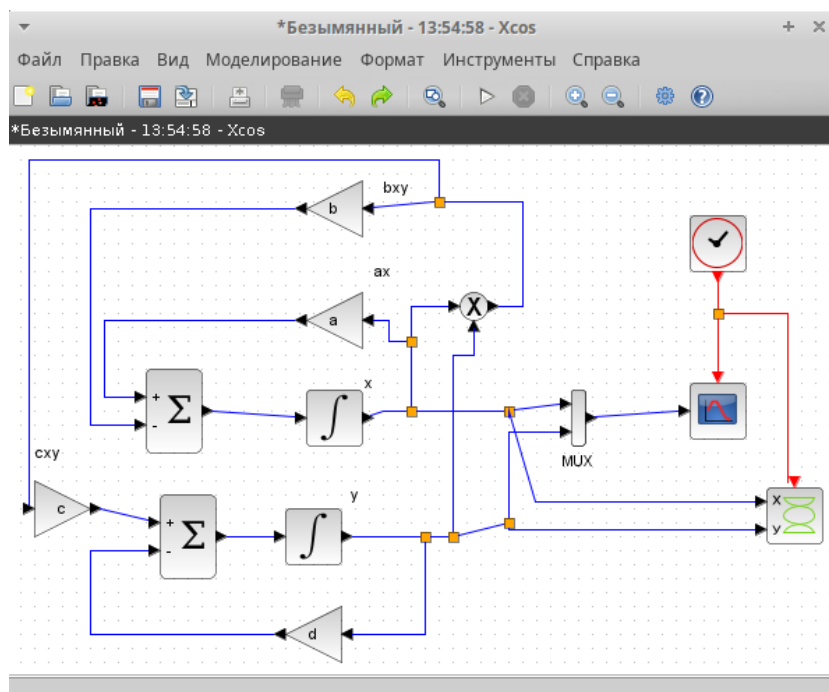 *Безымянный - 13:54:58 - Xcos
Файл Правка Вид Моделирование Формат Инструменты Справка
*Безымянный - 13:54:58 - Xcos
bxy
b
ax
a
X
+
-
Σ
∫
x
MUX
cxy
c
+
-
Σ
∫
y
X
y
d